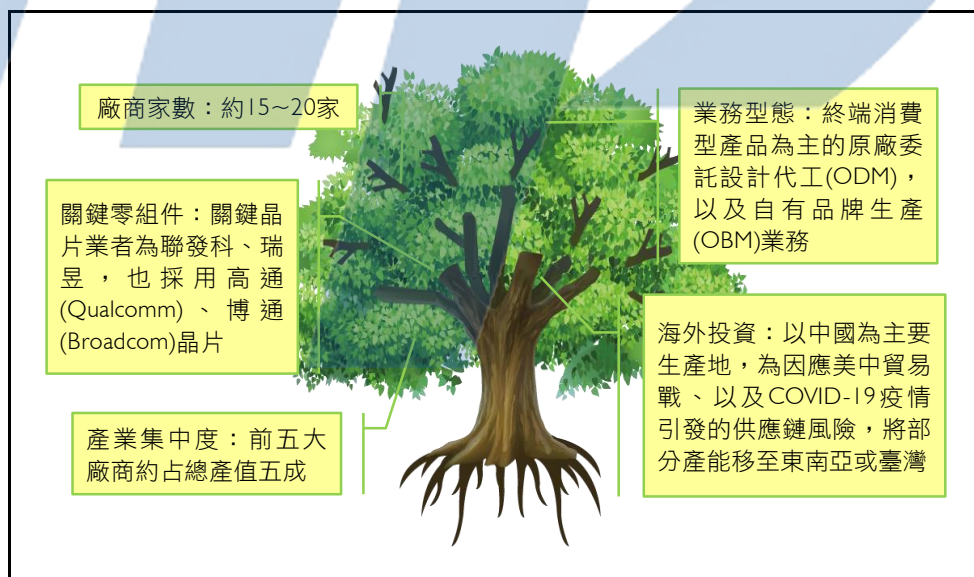 廠商家數：約15~20家
關鍵零組件：關鍵晶
片業者為聯發科、瑞
昱，也採用高通
(Qualcomm)、博通
(Broadcom)晶片
產業集中度：前五大
廠商約占總產值五成
業務型態：終端消費
型產品為主的原廠委
託設計代工(ODM)，
以及自有品牌生產
(OBM)業務
海外投資：以中國為主要
生產地，為因應美中貿易
戰、以及COVID-19疫情
引發的供應鏈風險，將部
分產能移至東南亞或臺灣